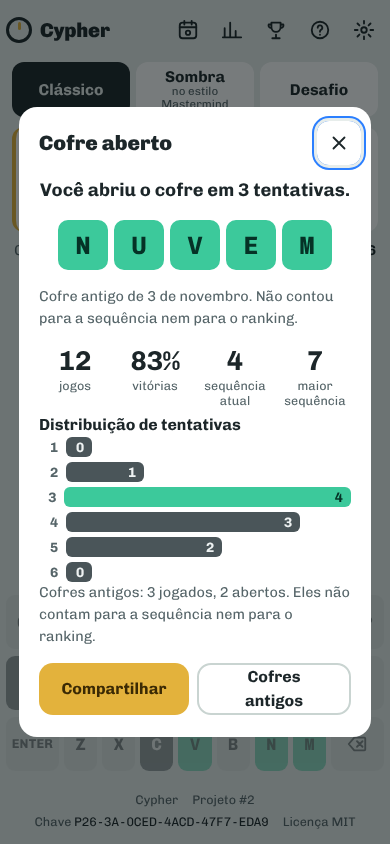 Cypher
Clássico
Sombra
no estilo
Mastermind
Desafio
Cofre aberto
Você abriu o cofre em 3 tentativas.
N U V E M
Cofre antigo de 3 de novembro. Não contou
para a sequência nem para o ranking.
12 83% 4 7
jogos vitórias sequência atual maior sequência
Distribuição de tentativas
1 0
2 1
3 4
4 3
5 2
6 0
Cofres antigos: 3 jogados, 2 abertos. Eles não
contam para a sequência nem para o
ranking.
Compartilhar
Cofres
antigos
ENTER Z X C V B N M
Cypher Projeto #2
Chave P26-3A-0CED-4ACD-47F7-EDA9 Licença MIT